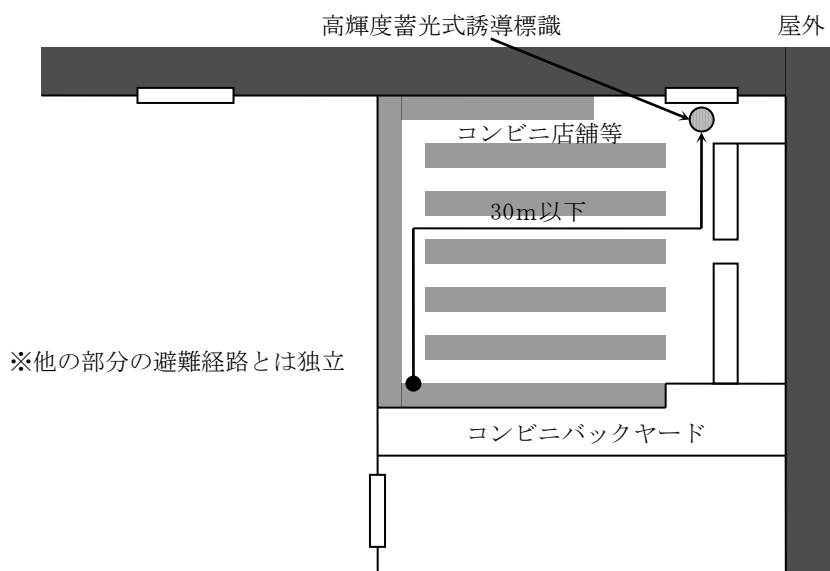 高輝度蓄光式誘導標識
屋外
コンビニ店舗等
30m以下
※他の部分の避難経路とは独立
コンビニバックヤード